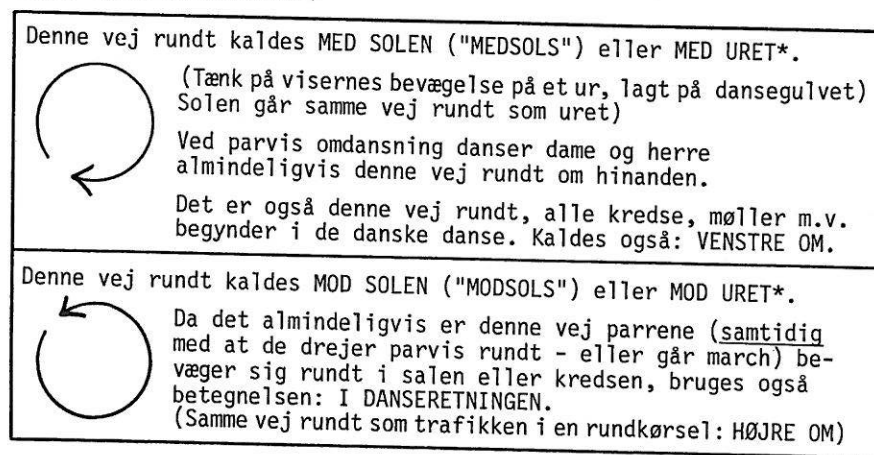 Denne vej rundt kaldes MED SOLEN ("MEDSOLS") eller MED URET*.
(Tænk på visernes bevægelse på et ur, lagt på dansegulvet)
Solen går samme vej rundt som uret)
Ved parvis omdansning danser dame og herre
almindeligvis denne vej rundt om hinanden.
Det er også denne vej rundt, alle kredse, møller m.v.
begynder i de danske danse. Kaldes også: VENSTRE OM.
Denne vej rundt kaldes MOD SOLEN ("MODSOLS") eller MOD URET*.
Da det almindeligvis er denne vej parrene (samtidig
med at de drejer parvis rundt - eller går march) be-
væger sig rundt i salen eller kredsen, bruges også
betegnelsen: I DANSERETNINGEN.
(Samme vej rundt som trafikken i en rundkørsel: HØJRE OM)